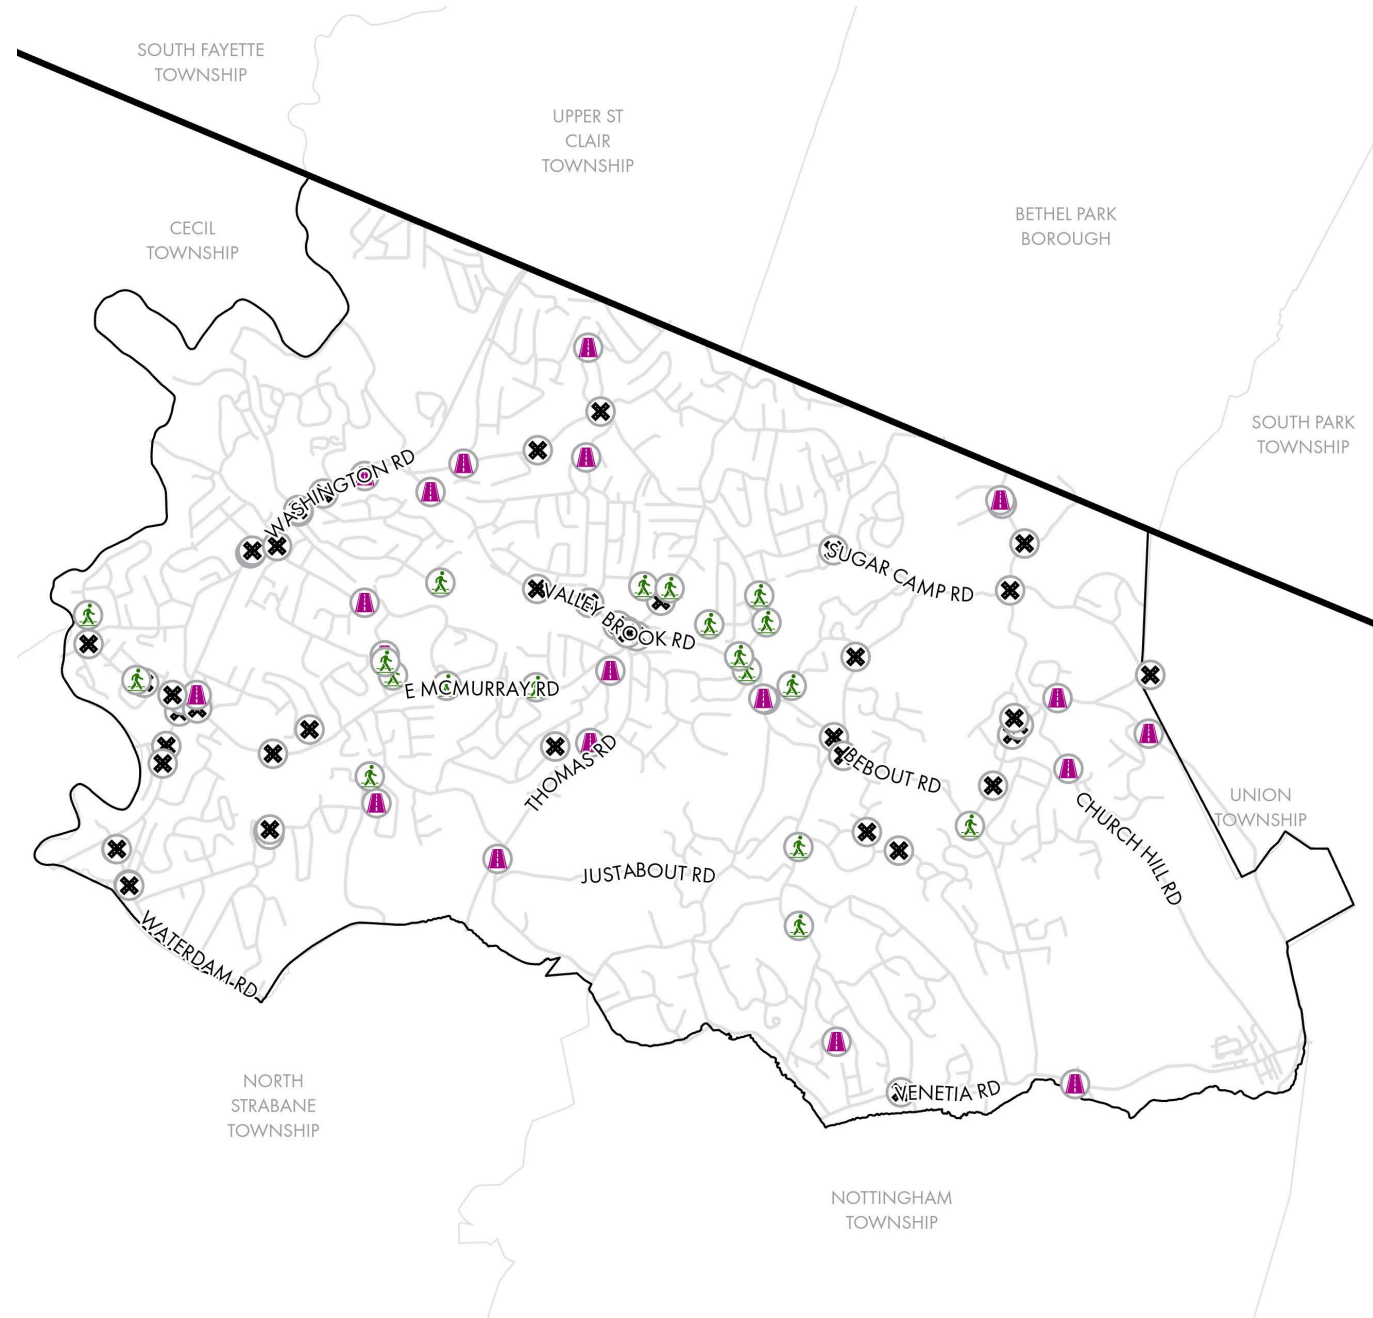 SOUTH FAYETTE
TOWNSHIP
UPPER ST
CLAIR
TOWNSHIP
CECIL
TOWNSHIP
BETHEL PARK
BOROUGH
SOUTH PARK
TOWNSHIP
WASHINGTON RD
SUGAR CAMP RD
VALLEY BROOK RD
E MCMURRAY RD
THOMAS RD
BEBOUT RD
UNION
TOWNSHIP
CHURCH HILL RD
JUSTABOUT RD
WATERDAM RD
VENETIA RD
NORTH
STRABANE
TOWNSHIP
NOTTINGHAM
TOWNSHIP